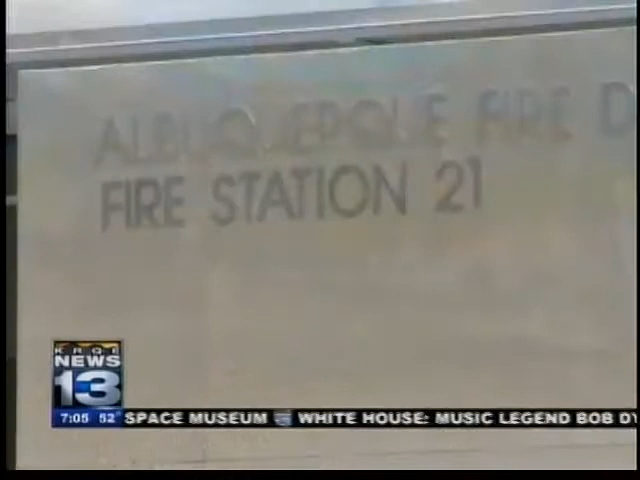 ALBUQUERQUE FIRE D
FIRE STATION 21
KRQE
NEWS
13
7:05 52° SPACE MUSEUM WHITE HOUSE: MUSIC LEGEND BOB DY